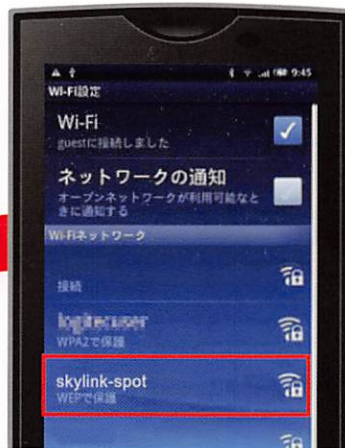 9:45
Wi-Fi設定
Wi-Fi
guestに接続しました
ネットワークの通知
オープンネットワークが利用可能なと
きに通知する
Wi-Fiネットワーク
接続
WPA2で保護
skylink-spot
WEPで保護